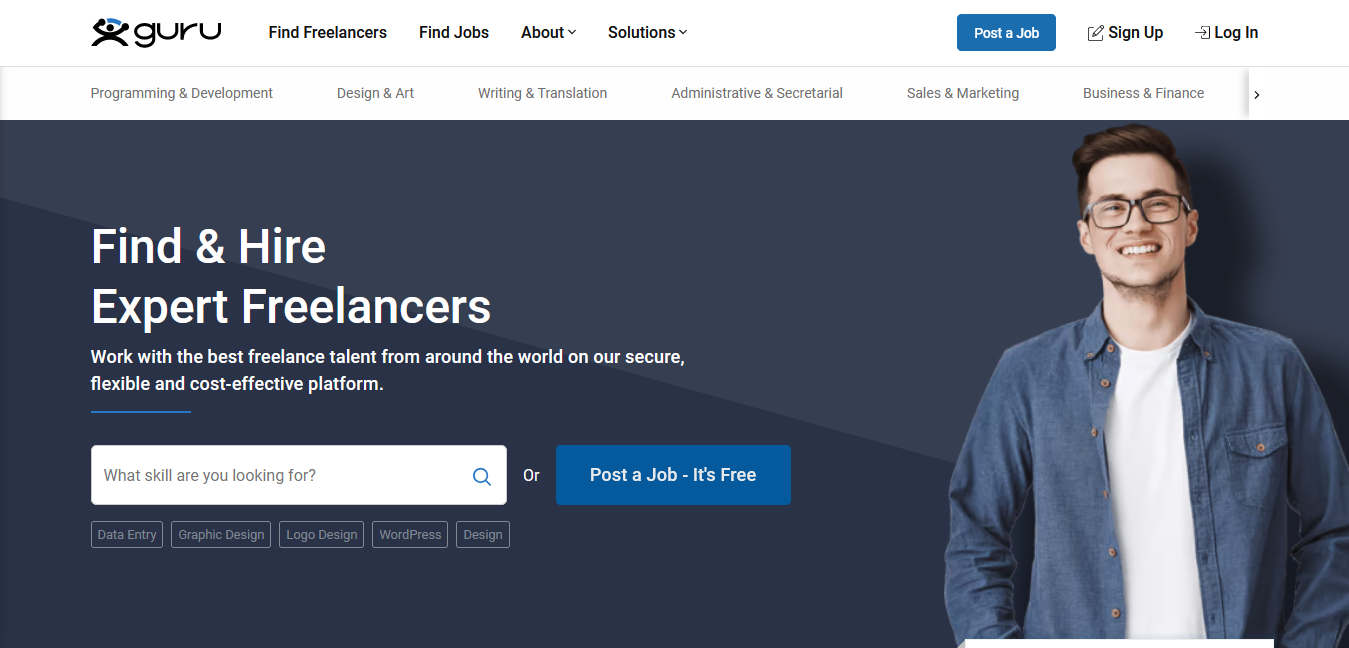 guru
Find Freelancers
Find Jobs
About
Solutions
Post a Job
Sign Up
Log In
Programming & Development
Design & Art
Writing & Translation
Administrative & Secretarial
Sales & Marketing
Business & Finance
Find & Hire
Expert Freelancers
Work with the best freelance talent from around the world on our secure,
flexible and cost-effective platform.
What skill are you looking for?
Or
Post a Job - It's Free
Data Entry
Graphic Design
Logo Design
WordPress
Design